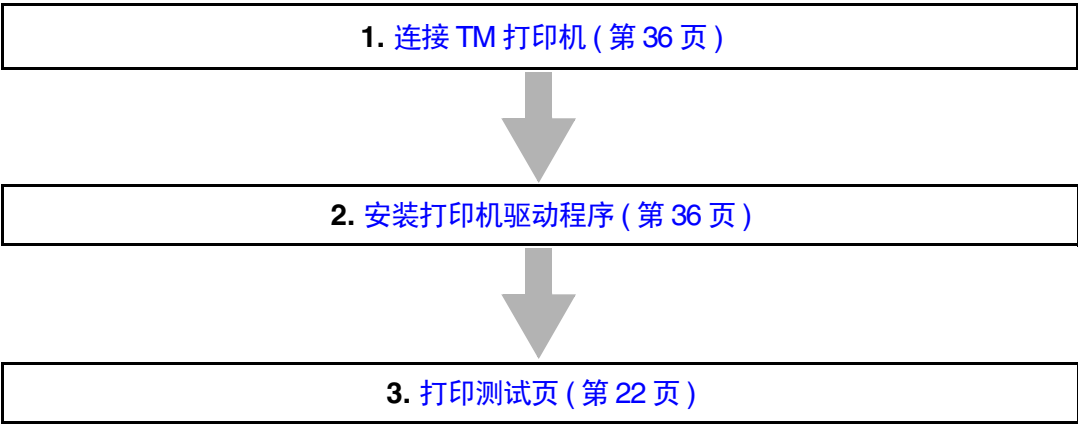 1. 连接 TM 打印机 ( 第 36 页 )
2. 安装打印机驱动程序 ( 第 36 页 )
3. 打印测试页 ( 第 22 页 )